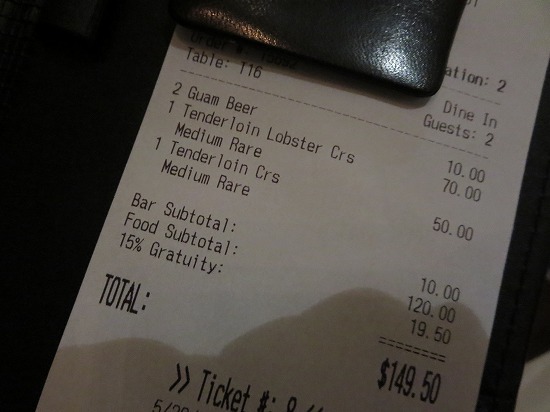 Table: T16
ation: 2
Dine In
Guests: 2
2 Guam Beer 10.00
1 Tenderloin Lobster Crs 70.00
Medium Rare
1 Tenderloin Crs 50.00
Medium Rare
Bar Subtotal: 10.00
Food Subtotal: 120.00
15% Gratuity: 19.50
========
TOTAL: $149.50
>> Ticket #: